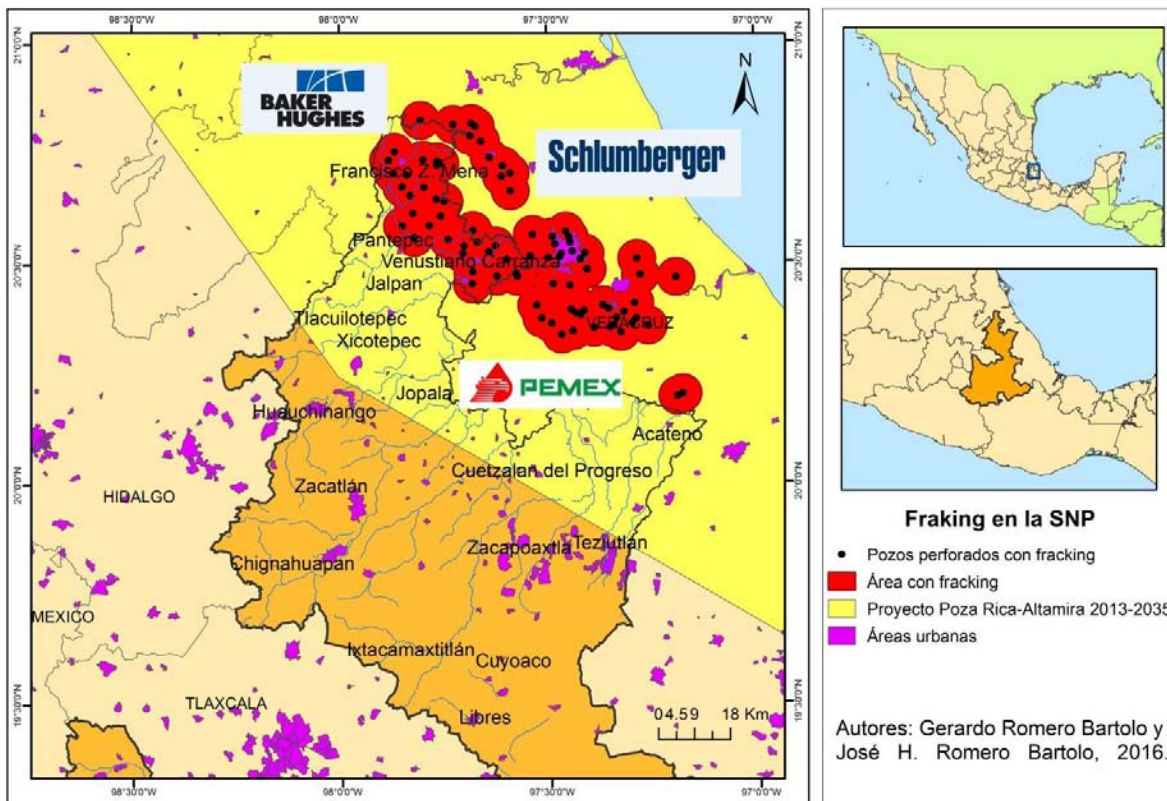 98°30'0"W
98°0'0"W
97°30'0"W
97°0'0"W
21°0'0"N
21°0'0"N
N
BAKER
HUGHES
Schlumberger
Francisco Z. Mena
Pantepec
Venustiano Carranza
20°30'0"N
20°30'0"N
Jalpan
Tlacuilotepec
VERACRUZ
Xicotepec
PEMEX
Jopala
Huauchinango
Acateno
Cuetzalan del Progreso
20°0'0"N
20°0'0"N
Zacatlán
HIDALGO
Zacapoaxtla
Teziutlán
Chignahuapan
MEXICO
Ixtacamaxtitlán
Cuyoaco
19°30'0"N
19°30'0"N
TLAXCALA
Libres
04.59 18 Km
98°30'0"W
98°0'0"W
97°30'0"W
97°0'0"W
Fraking en la SNP
Pozos perforados con fracking
Área con fracking
Proyecto Poza Rica-Altamira 2013-2035
Áreas urbanas
Autores: Gerardo Romero Bartolo y
José H. Romero Bartolo, 2016.